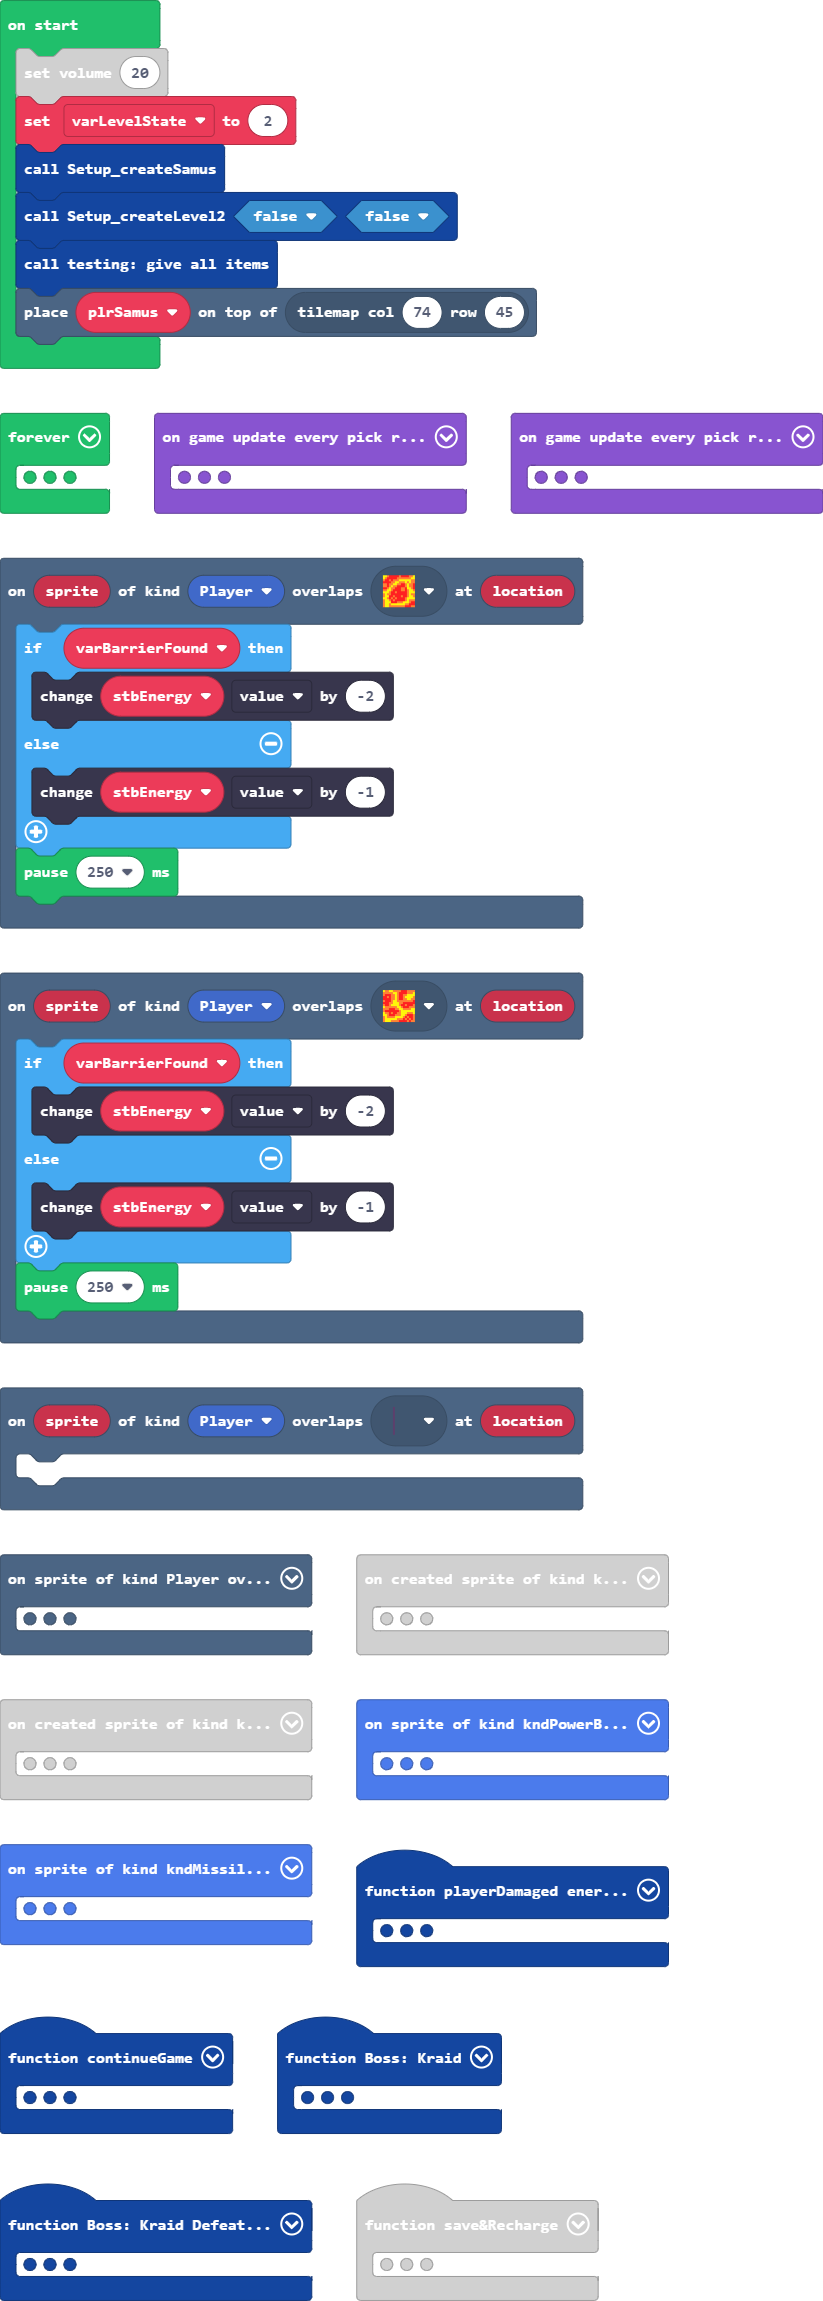 on start
set volume 20
set varLevelState to 2
call Setup_createSamus
call Setup_createLevel2 false false
call testing: give all items
place plrSamus on top of tilemap col 74 row 45
forever
on game update every pick r...
on game update every pick r...
on sprite of kind Player overlaps at location
if varBarrierFound then
change stbEnergy value by -2
else
change stbEnergy value by -1
pause 250 ms
on sprite of kind Player overlaps at location
if varBarrierFound then
change stbEnergy value by -2
else
change stbEnergy value by -1
pause 250 ms
on sprite of kind Player overlaps at location
on sprite of kind Player ov...
on created sprite of kind k...
on created sprite of kind k...
on sprite of kind kndPowerB...
on sprite of kind kndMissil...
function playerDamaged ener...
function continueGame
function Boss: Kraid
function Boss: Kraid Defeat...
function save&Recharge